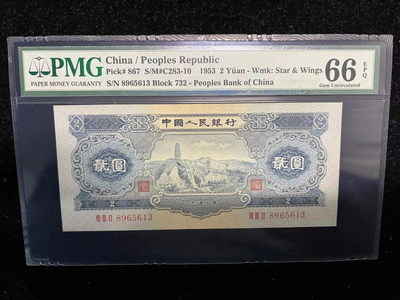 PMG
PAPER MONEY GUARANTY
China / Peoples Republic
Pick# 867 S/M#C283-10 1953 2 Yüan - Wmk: Star & Wings
S/N 8965613 Block 732 - Peoples Bank of China
66 EPQ
Gem Uncirculated
中國人民銀行
貳圓 貳圓
8965613 8965613
2 2